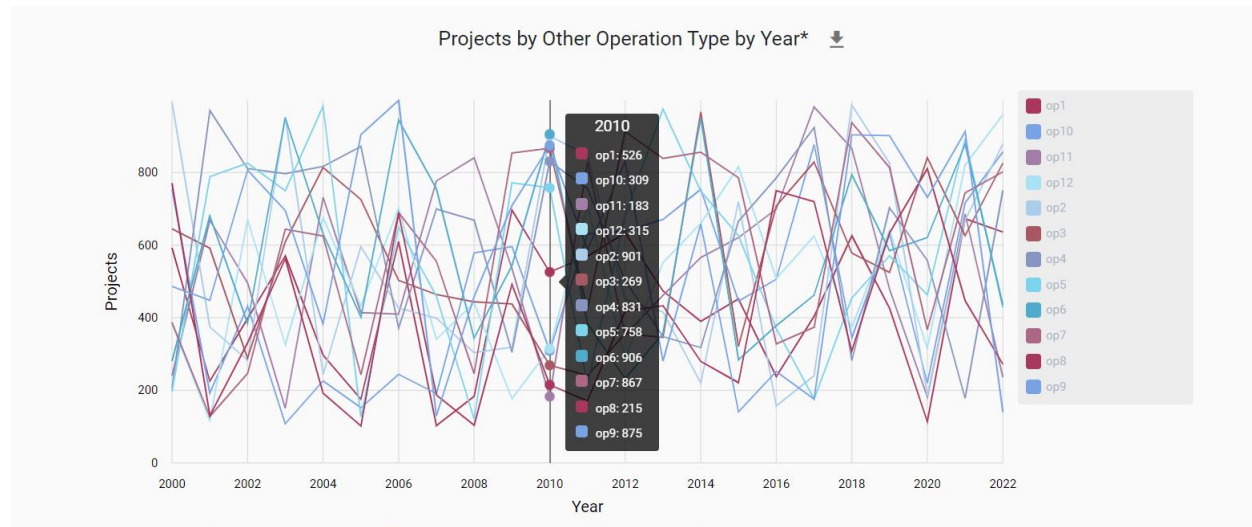 Projects by Other Operation Type by Year*
Projects
800
600
400
200
0
2000
2002
2004
2006
2008
2010
2012
2014
2016
2018
2020
2022
Year
2010
op1: 526
op10: 309
op11: 183
op12: 315
op2: 901
op3: 269
op4: 831
op5: 758
op6: 906
op7: 867
op8: 215
op9: 875
op1
op10
op11
op12
op2
op3
op4
op5
op6
op7
op8
op9